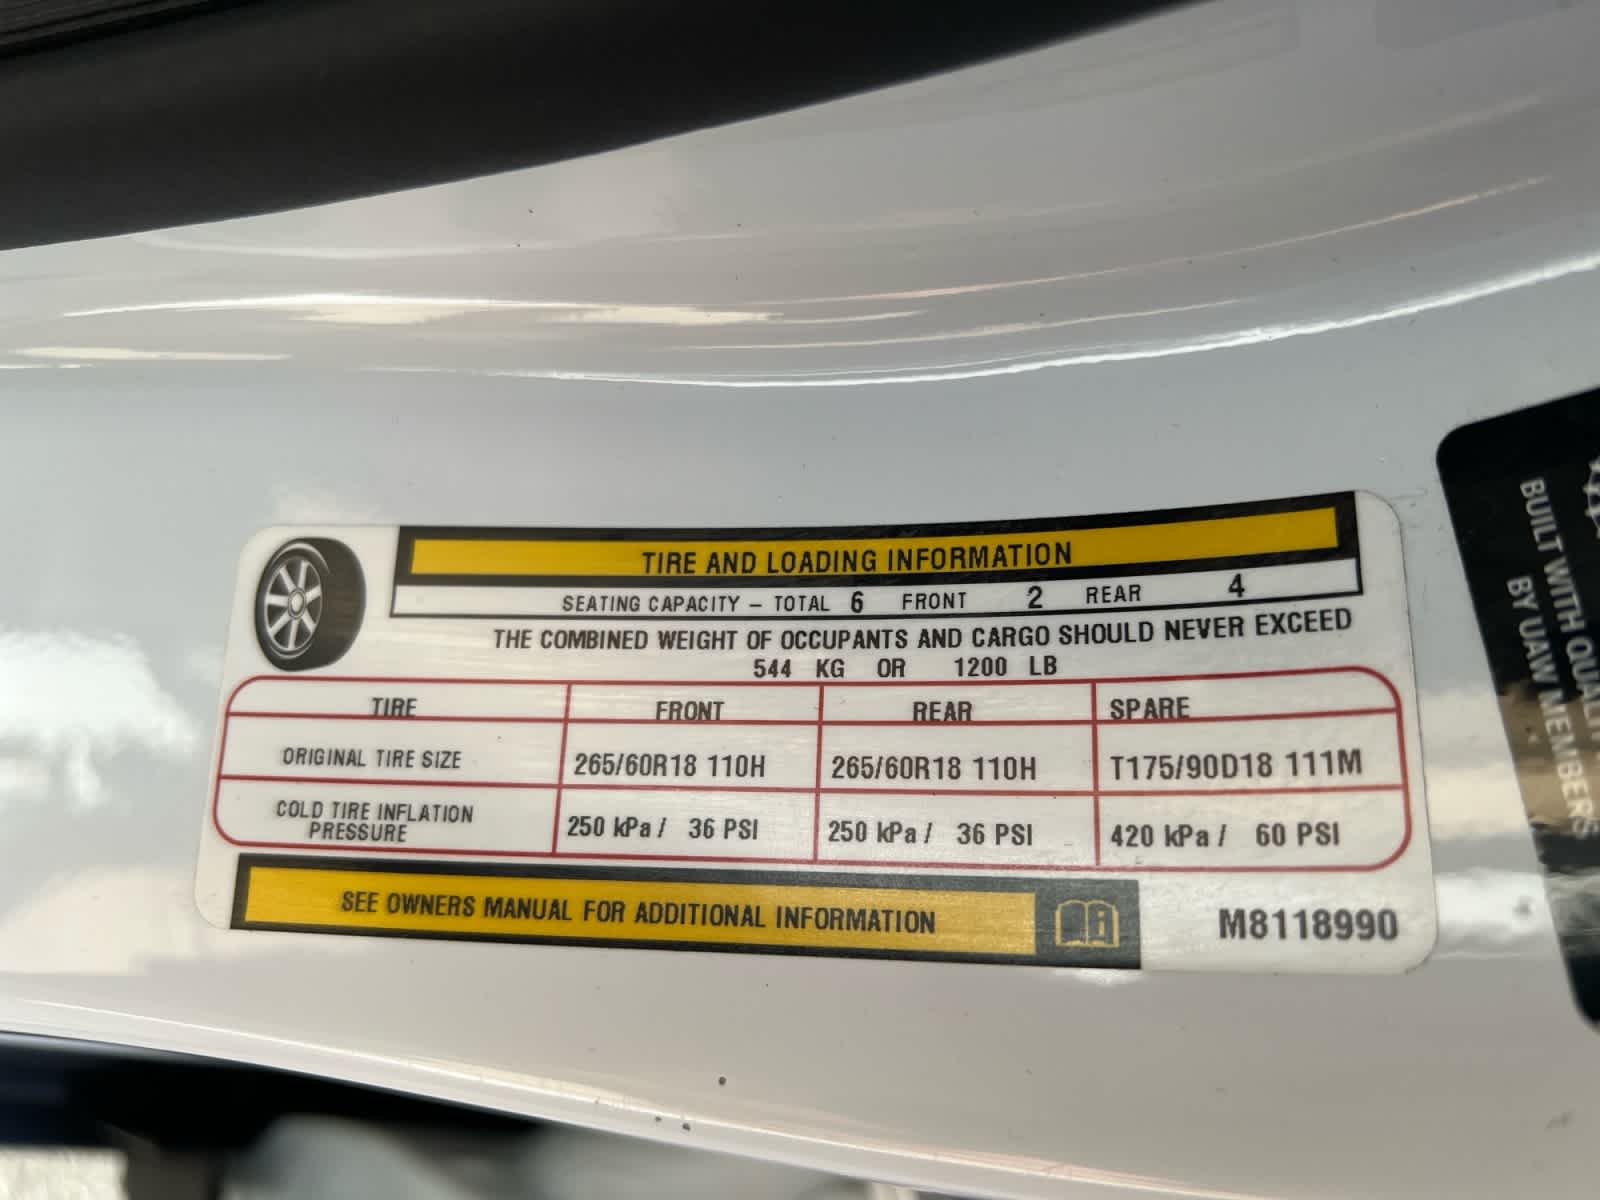 TIRE AND LOADING INFORMATION
SEATING CAPACITY – TOTAL 6 FRONT 2 REAR 4
THE COMBINED WEIGHT OF OCCUPANTS AND CARGO SHOULD NEVER EXCEED
544 KG OR 1200 LB
TIRE FRONT REAR SPARE
ORIGINAL TIRE SIZE 265/60R18 110H 265/60R18 110H T175/90D18 111M
COLD TIRE INFLATION
PRESSURE 250 kPa / 36 PSI 250 kPa / 36 PSI 420 kPa / 60 PSI
SEE OWNERS MANUAL FOR ADDITIONAL INFORMATION
M8118990
BUILT WITH QUALITY
BY UAW MEMBERS